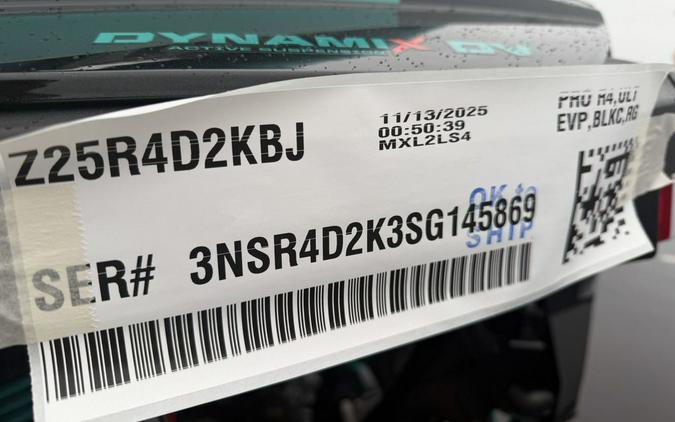 DYNAMIX DV
ACTIVE SUSPENSION
Z25R4D2KBJ
11/13/2025
00:50:39
MXL2LS4
PRO R4,ULT
EVP,BLKC,RG
OK to
SHIP
SER# 3NSR4D2K3SG145869